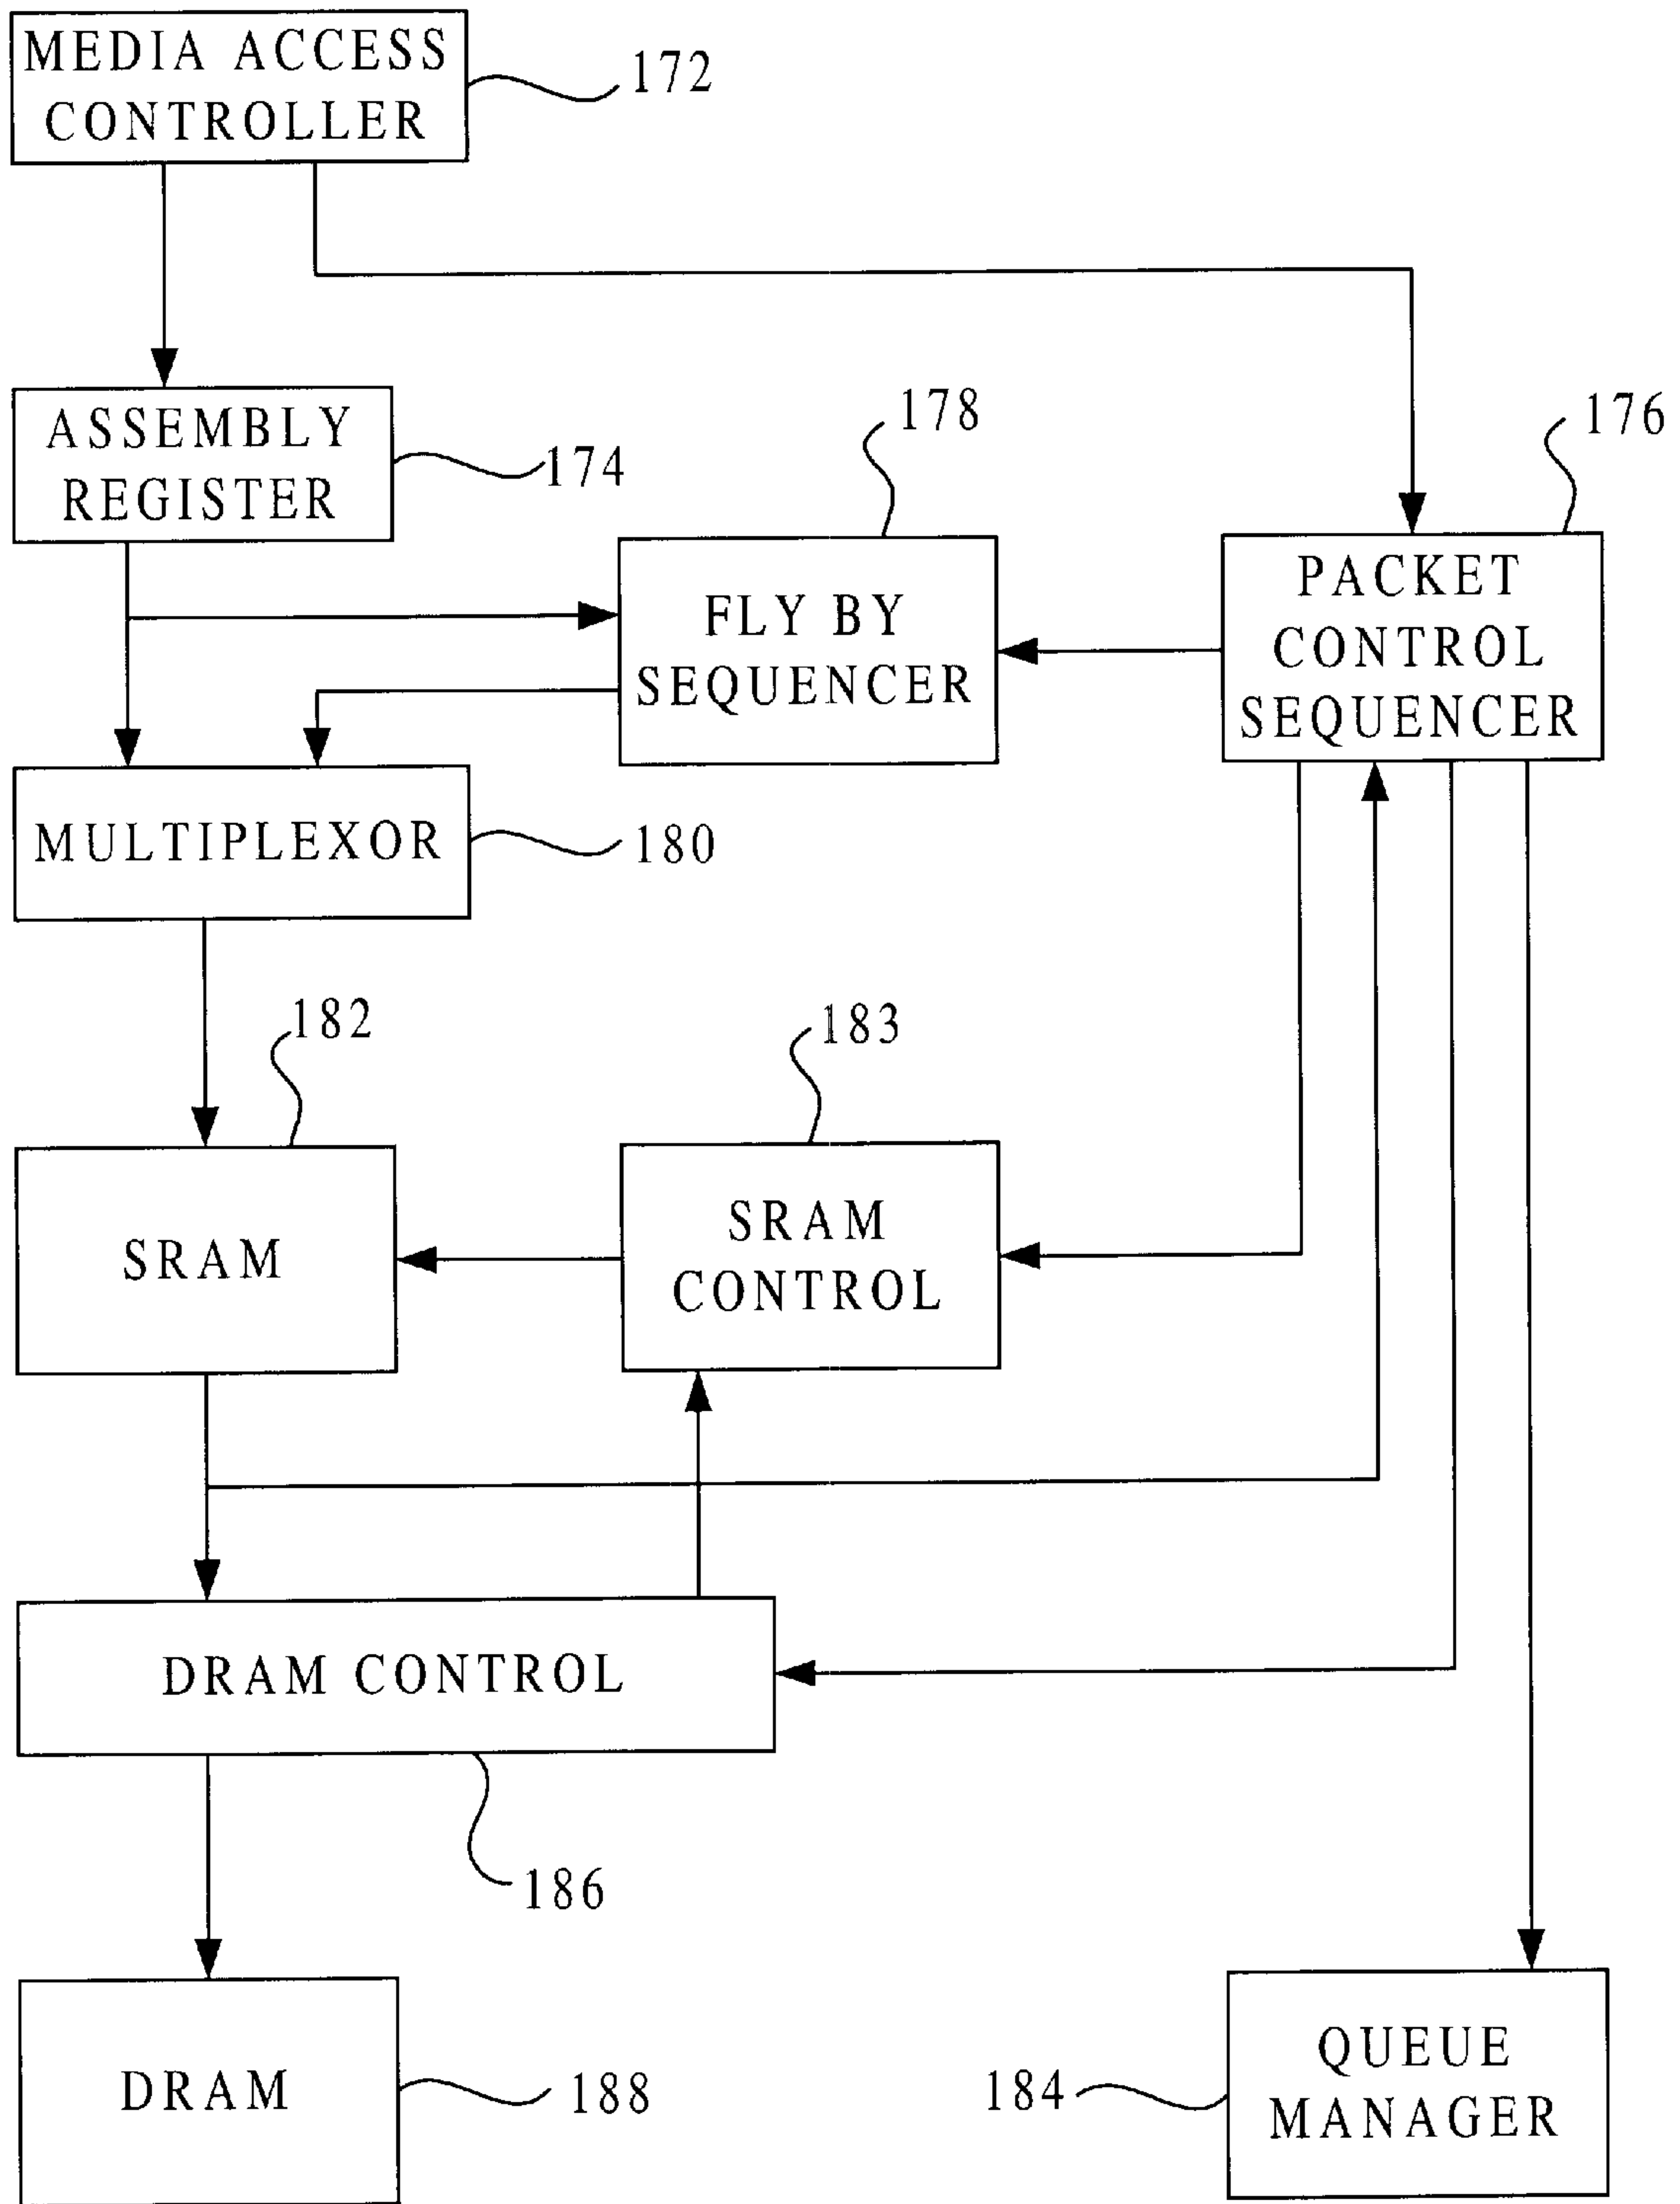 MEDIA ACCESS
CONTROLLER
172
ASSEMBLY
REGISTER
174
178
176
FLY BY
SEQUENCER
PACKET
CONTROL
SEQUENCER
MULTIPLEXOR
180
182
183
SRAM
SRAM
CONTROL
DRAM CONTROL
186
DRAM
188
184
QUEUE
MANAGER